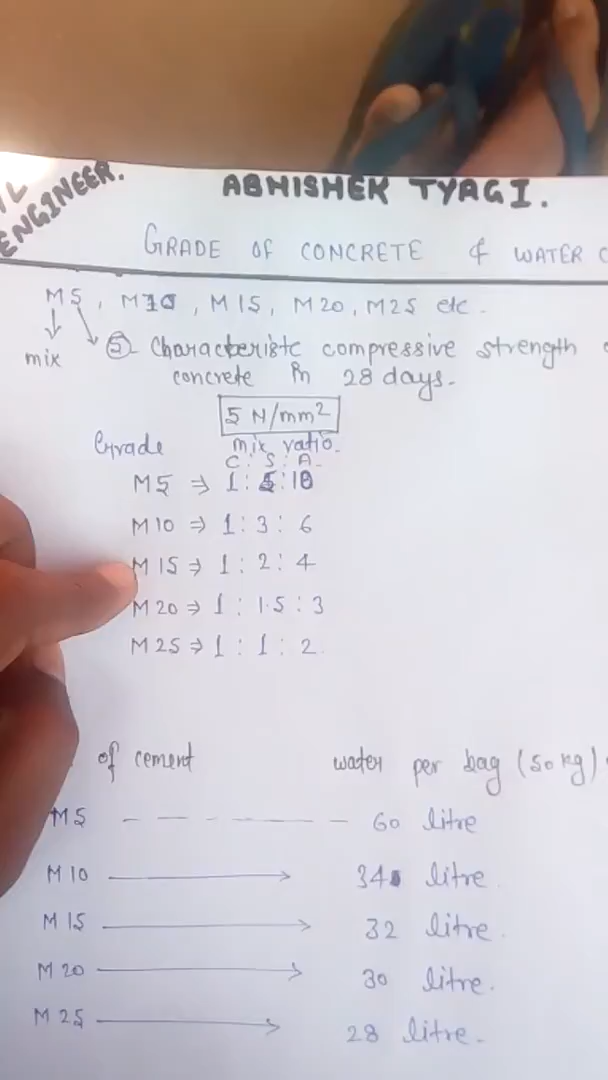 ENGINEER.
ABHISHEK TYAGI.
GRADE OF CONCRETE & WATER
M5, M10, M15, M20, M25 etc.
mix
⑤ Characteristc compressive strength
concrete in 28 days.
5 N/mm²
Grade mix ratio.
C : S : A.
M5 ⇒ 1 : 5 : 10
M10 ⇒ 1 : 3 : 6
M15 ⇒ 1 : 2 : 4
M20 ⇒ 1 : 1.5 : 3
M25 ⇒ 1 : 1 : 2.
of cement water per bag (50 kg)
M5 60 litre
M10 34 litre.
M15 32 litre.
M20 30 litre.
M25 28 litre.